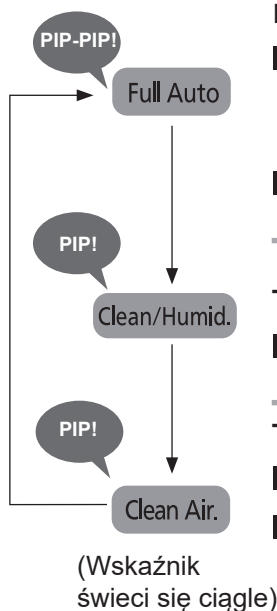 PIP-PIP!
Full Auto
PIP!
Clean/Humid.
PIP!
Clean Air.
(Wskaźnik
świeci się ciągle)